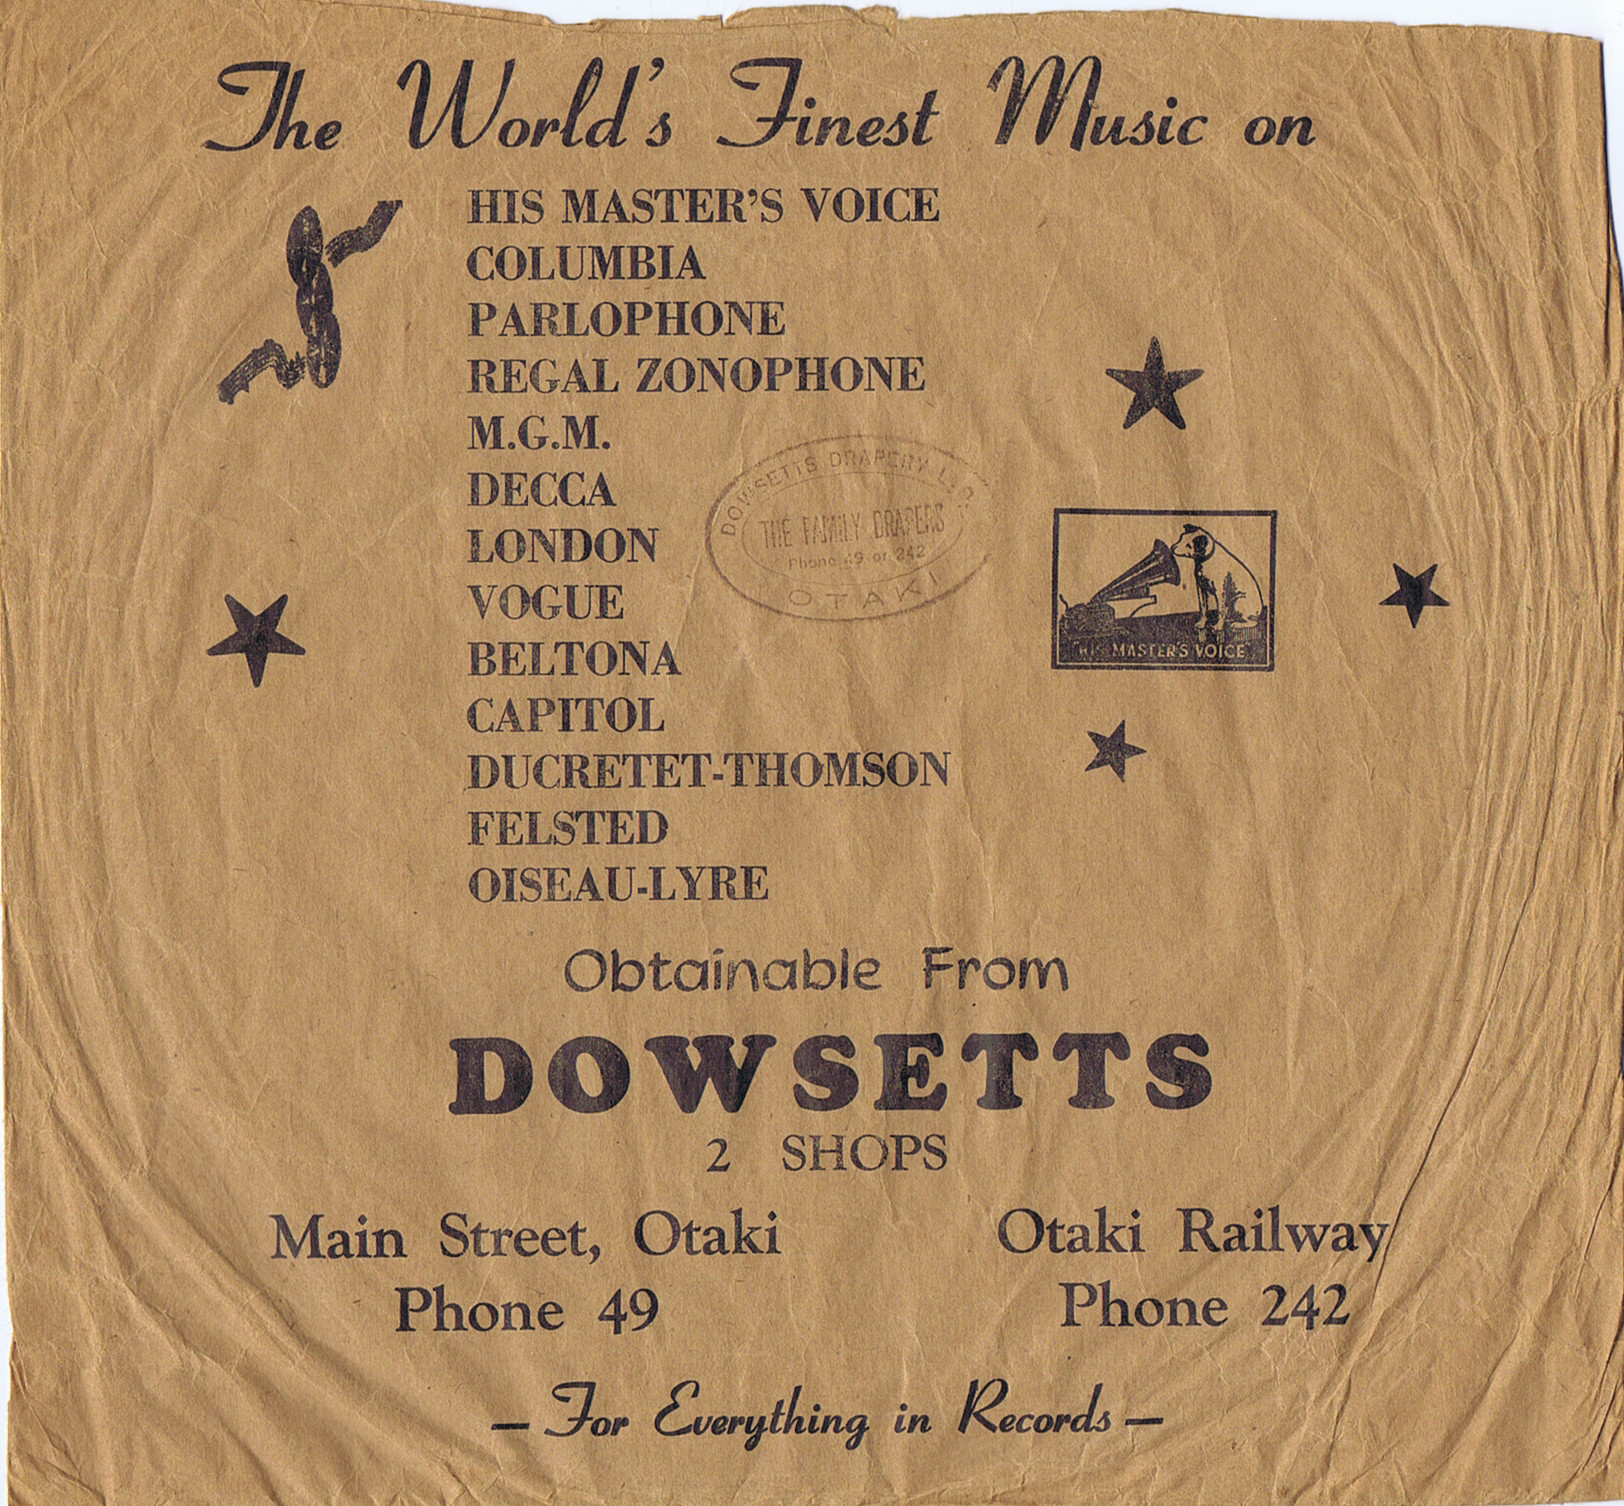 The World's Finest Music on
HIS MASTER'S VOICE
COLUMBIA
PARLOPHONE
REGAL ZONOPHONE
M.G.M.
DECCA
LONDON
VOGUE
BELTONA
CAPITOL
DUCRETET-THOMSON
FELSTED
OISEAU-LYRE
DOWSETTS DRAPERY LTD.
THE FAMILY DRAPERS
Phone 49 or 242
OTAKI
"HIS MASTER'S VOICE"
Obtainable From
DOWSETTS
2 SHOPS
Main Street, Otaki
Phone 49
Otaki Railway
Phone 242
— For Everything in Records —